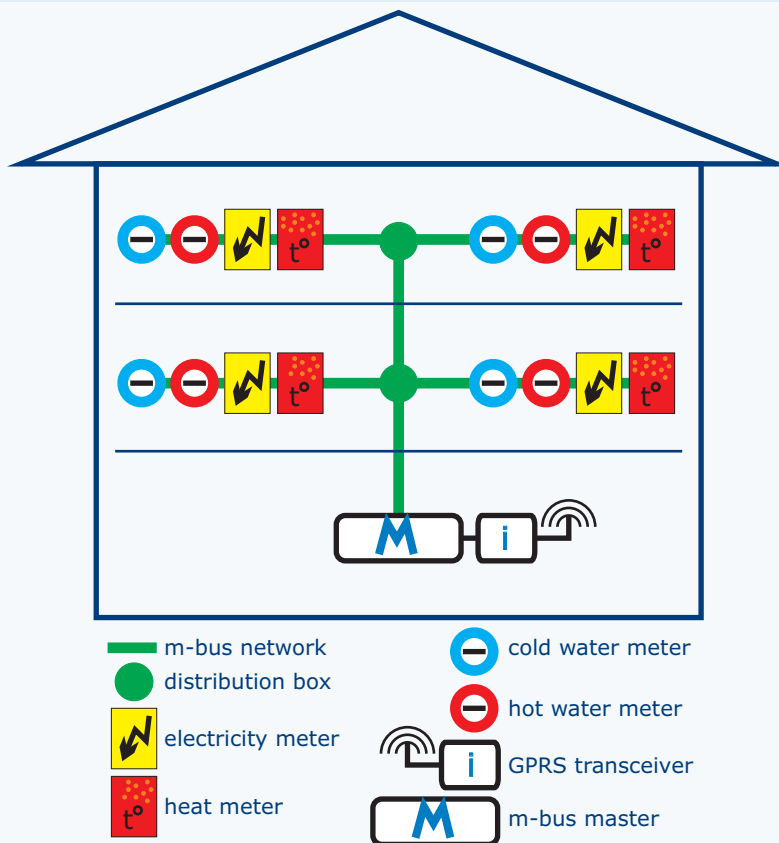 t°
t°
t°
t°
M i
m-bus network
cold water meter
distribution box
hot water meter
electricity meter
i GPRS transceiver
t° heat meter
M m-bus master